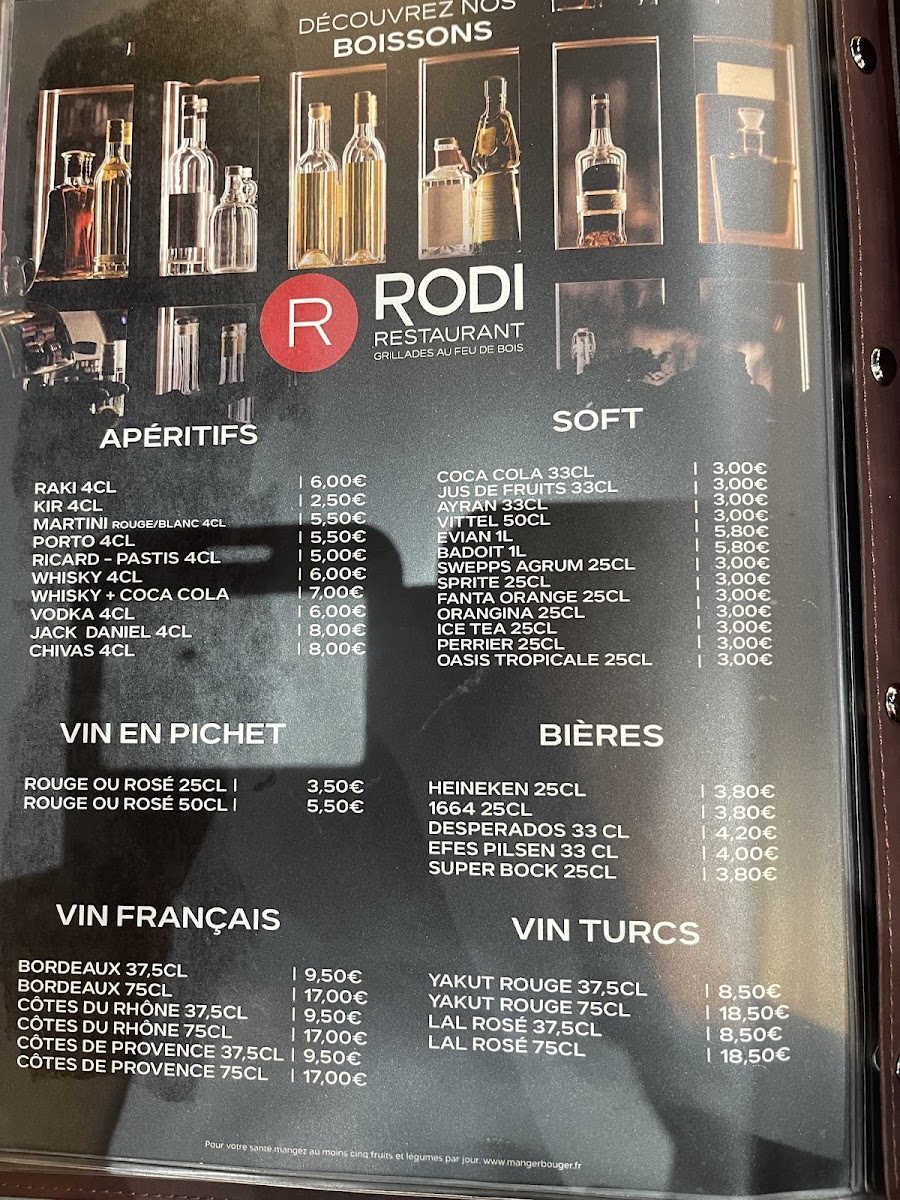 DÉCOUVREZ NOS
BOISSONS
R RODI
RESTAURANT
GRILLADES AU FEU DE BOIS
APÉRITIFS
RAKI 4CL | 6,00€
KIR 4CL | 2,50€
MARTINI ROUGE/BLANC 4CL | 5,50€
PORTO 4CL | 5,50€
RICARD - PASTIS 4CL | 5,00€
WHISKY 4CL | 6,00€
WHISKY + COCA COLA | 7,00€
VODKA 4CL | 6,00€
JACK DANIEL 4CL | 8,00€
CHIVAS 4CL | 8,00€
SOFT
COCA COLA 33CL | 3,00€
JUS DE FRUITS 33CL | 3,00€
AYRAN 33CL | 3,00€
VITTEL 50CL | 3,00€
EVIAN 1L | 5,80€
BADOIT 1L | 5,80€
SWEPPS AGRUM 25CL | 3,00€
SPRITE 25CL | 3,00€
FANTA ORANGE 25CL | 3,00€
ORANGINA 25CL | 3,00€
ICE TEA 25CL | 3,00€
PERRIER 25CL | 3,00€
OASIS TROPICALE 25CL | 3,00€
VIN EN PICHET
ROUGE OU ROSÉ 25CL | 3,50€
ROUGE OU ROSÉ 50CL | 5,50€
BIÈRES
HEINEKEN 25CL | 3,80€
1664 25CL | 3,80€
DESPERADOS 33 CL | 4,20€
EFES PILSEN 33 CL | 4,00€
SUPER BOCK 25CL | 3,80€
VIN FRANÇAIS
BORDEAUX 37,5CL | 9,50€
BORDEAUX 75CL | 17,00€
CÔTES DU RHÔNE 37,5CL | 9,50€
CÔTES DU RHÔNE 75CL | 17,00€
CÔTES DE PROVENCE 37,5CL | 9,50€
CÔTES DE PROVENCE 75CL | 17,00€
VIN TURCS
YAKUT ROUGE 37,5CL | 8,50€
YAKUT ROUGE 75CL | 18,50€
LAL ROSÉ 37,5CL | 8,50€
LAL ROSÉ 75CL | 18,50€
Pour votre santé mangez au moins cinq fruits et légumes par jour. www.mangerbouger.fr